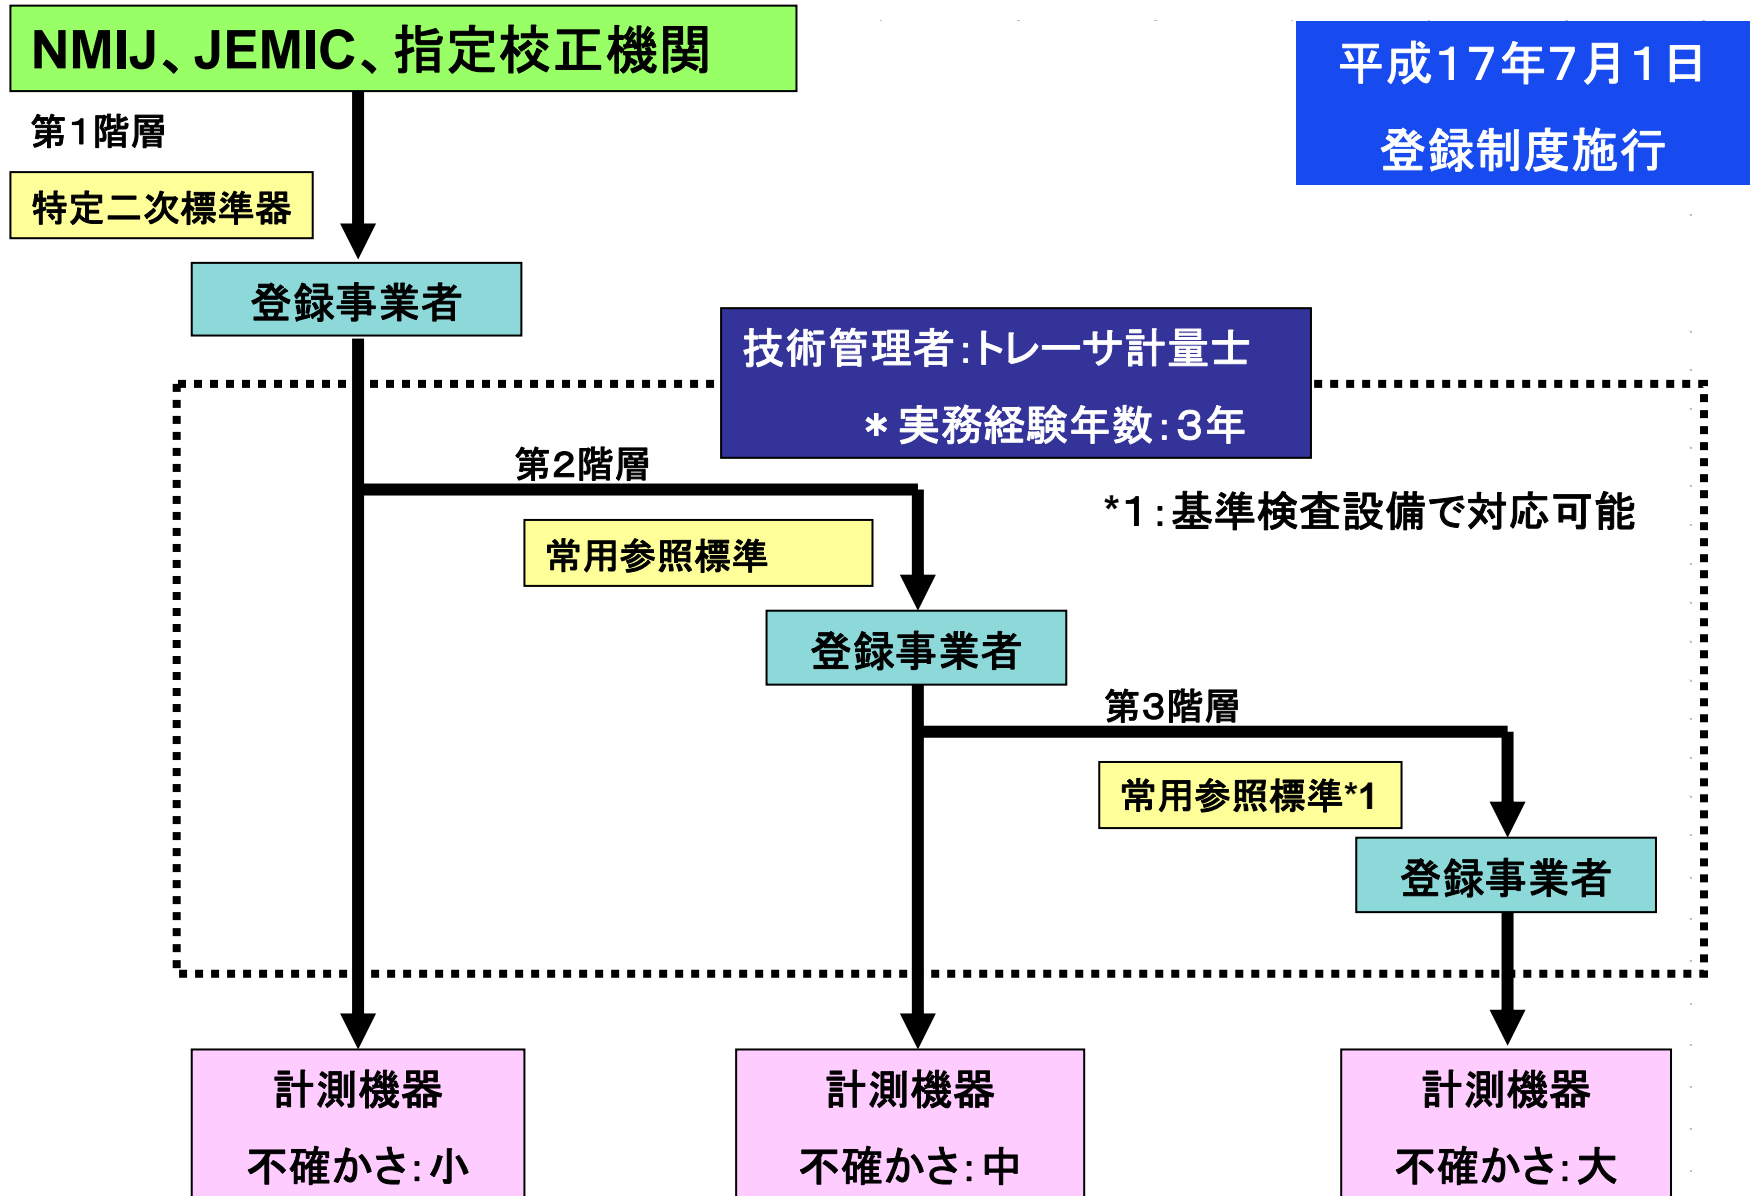 NMIJ、JEMIC、指定校正機関
平成17年7月1日
登録制度施行
第1階層
特定二次標準器
登録事業者
技術管理者:トレーサ計量士
*実務経験年数:3年
第2階層
*1:基準検査設備で対応可能
常用参照標準
登録事業者
第3階層
常用参照標準*1
登録事業者
計測機器
不確かさ:小
計測機器
不確かさ:中
計測機器
不確かさ:大